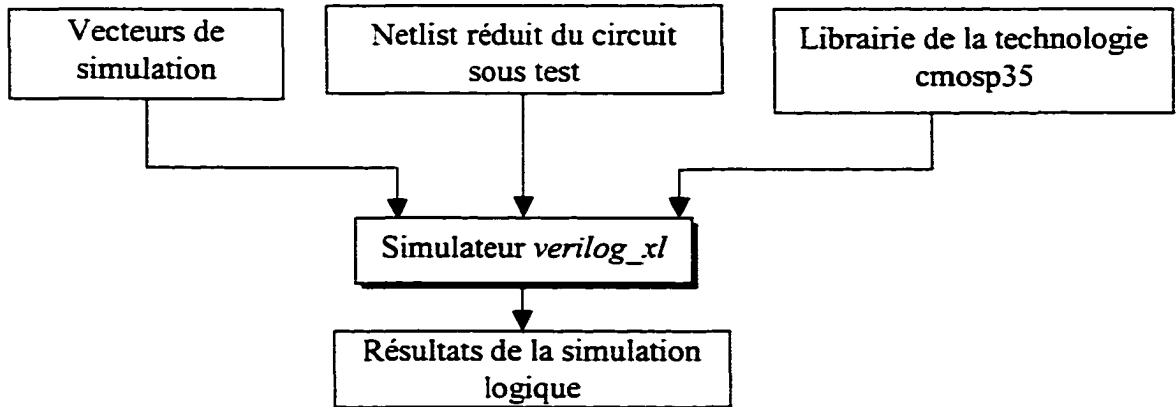 Vecteurs de
simulation
Netlist réduit du circuit
sous test
Librairie de la technologie
cmosp35
Simulateur verilog_xl
Résultats de la simulation
logique